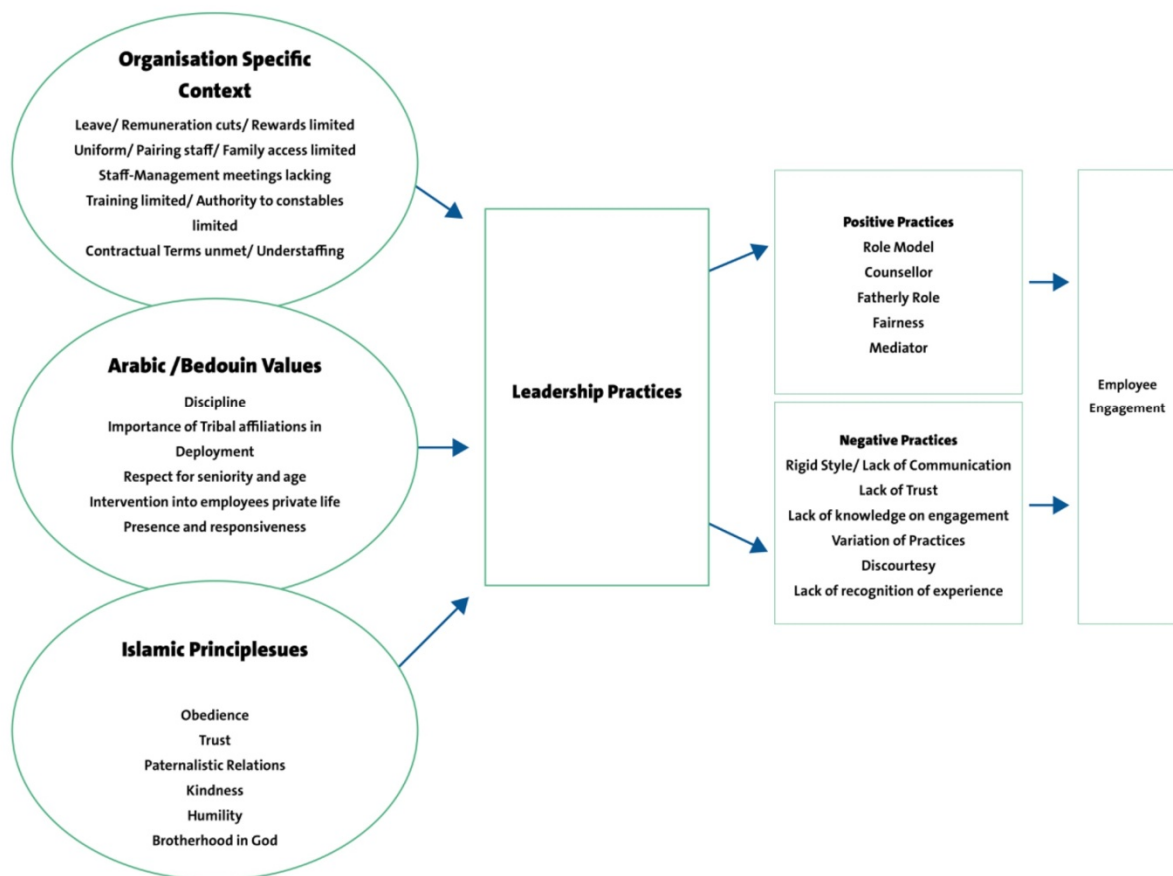 Organisation Specific
Context
Leave/ Remuneration cuts/ Rewards limited
Uniform/ Pairing staff/ Family access limited
Staff-Management meetings lacking
Training limited/ Authority to constables
limited
Contractual Terms unmet/ Understaffing
Arabic /Bedouin Values
Discipline
Importance of Tribal affiliations in
Deployment
Respect for seniority and age
Intervention into employees private life
Presence and responsiveness
Islamic Principlesues
Obedience
Trust
Paternalistic Relations
Kindness
Humility
Brotherhood in God
Leadership Practices
Positive Practices
Role Model
Counsellor
Fatherly Role
Fairness
Mediator
Negative Practices
Rigid Style/ Lack of Communication
Lack of Trust
Lack of knowledge on engagement
Variation of Practices
Discourtesy
Lack of recognition of experience
Employee
Engagement